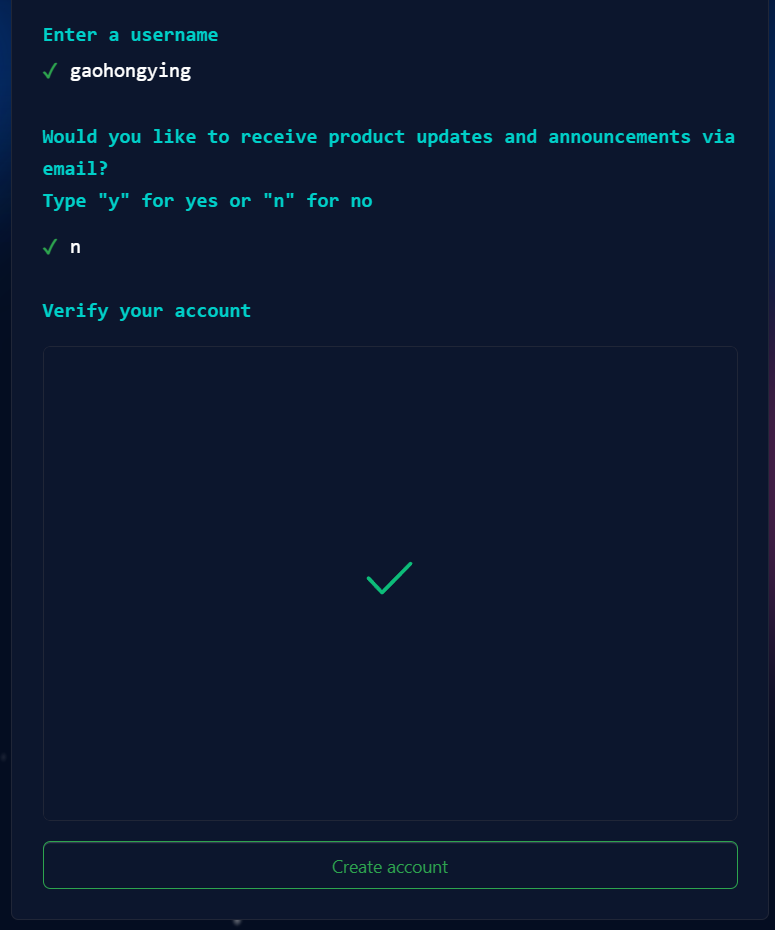 Enter a username
✓ gaohongying
Would you like to receive product updates and announcements via
email?
Type "y" for yes or "n" for no
✓ n
Verify your account
Create account